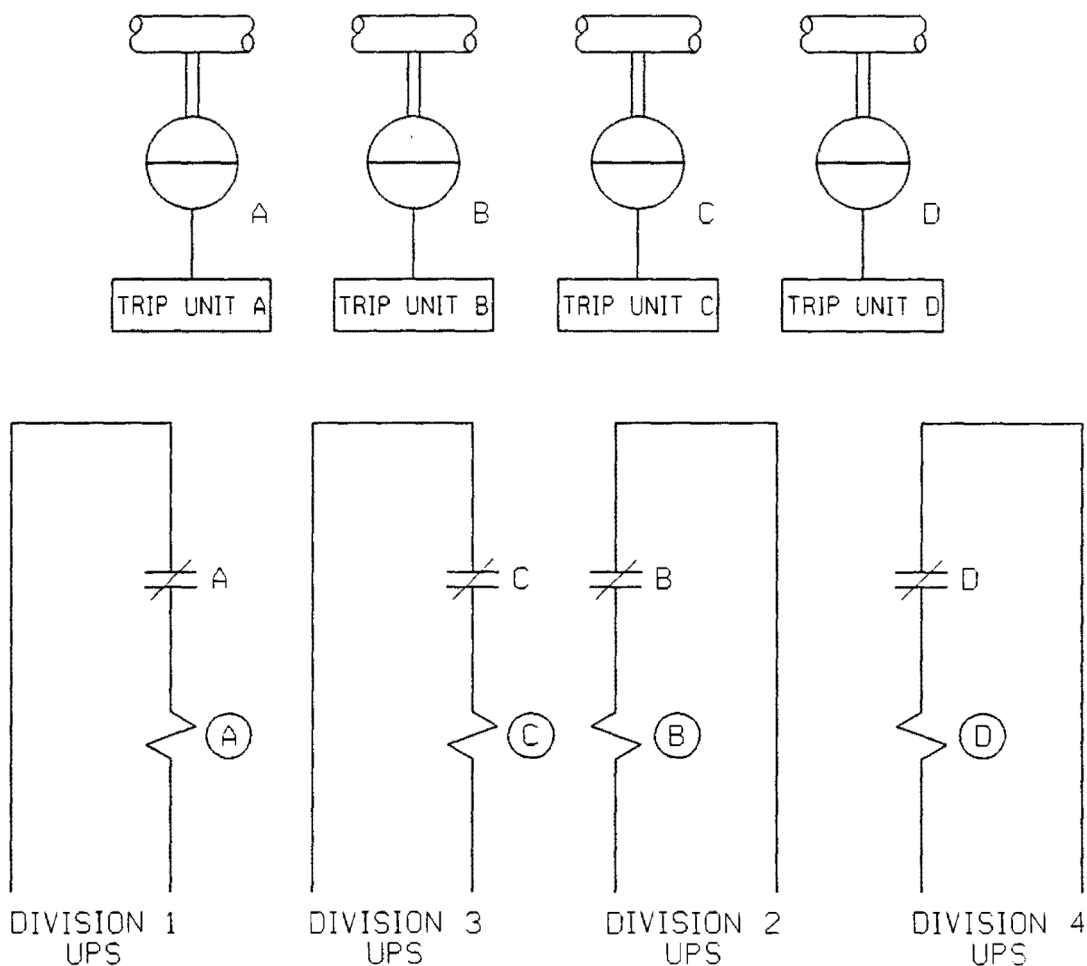 A B C D
TRIP UNIT A TRIP UNIT B TRIP UNIT C TRIP UNIT D
A C B D
A C B D
DIVISION 1 DIVISION 3 DIVISION 2 DIVISION 4
UPS UPS UPS UPS